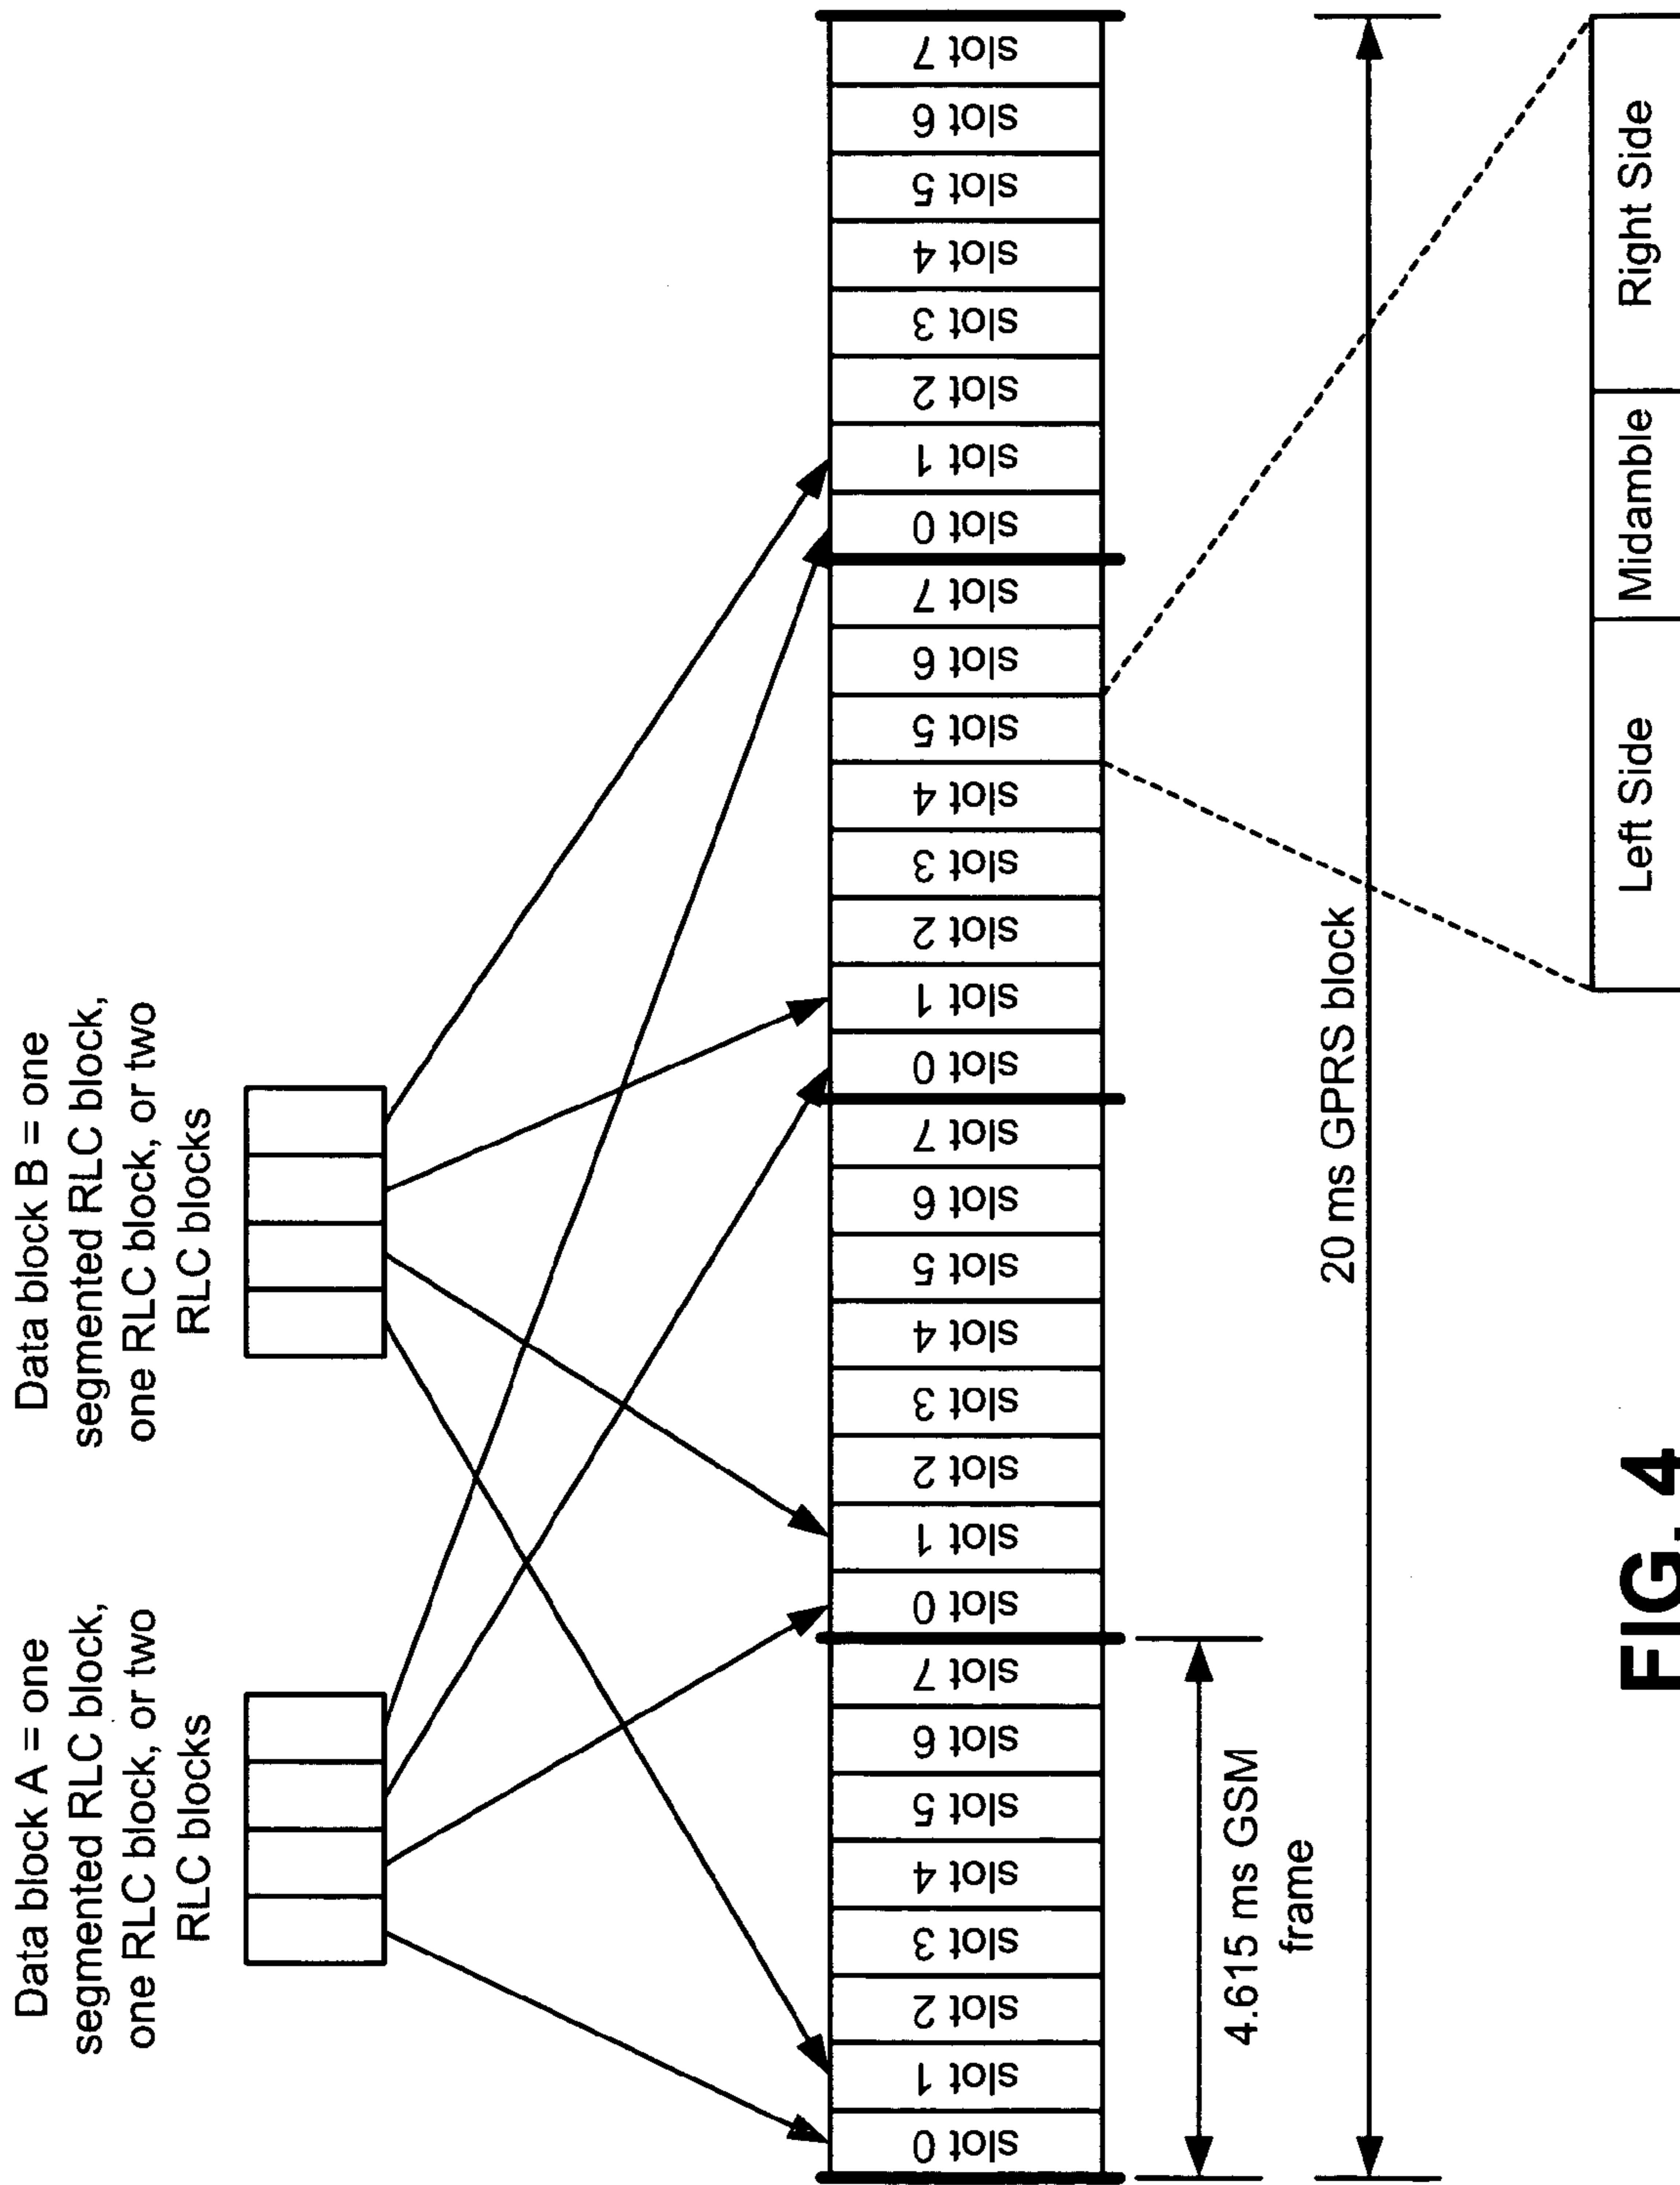 Data block A = one
segmented RLC block,
one RLC block, or two
RLC blocks
Data block B = one
segmented RLC block,
one RLC block, or two
RLC blocks
slot 0
slot 1
slot 2
slot 3
slot 4
slot 5
slot 6
slot 7
slot 0
slot 1
slot 2
slot 3
slot 4
slot 5
slot 6
slot 7
slot 0
slot 1
slot 2
slot 3
slot 4
slot 5
slot 6
slot 7
slot 0
slot 1
slot 2
slot 3
slot 4
slot 5
slot 6
slot 7
4.615 ms GSM
frame
20 ms GPRS block
Left Side
Midamble
Right Side
FIG. 4